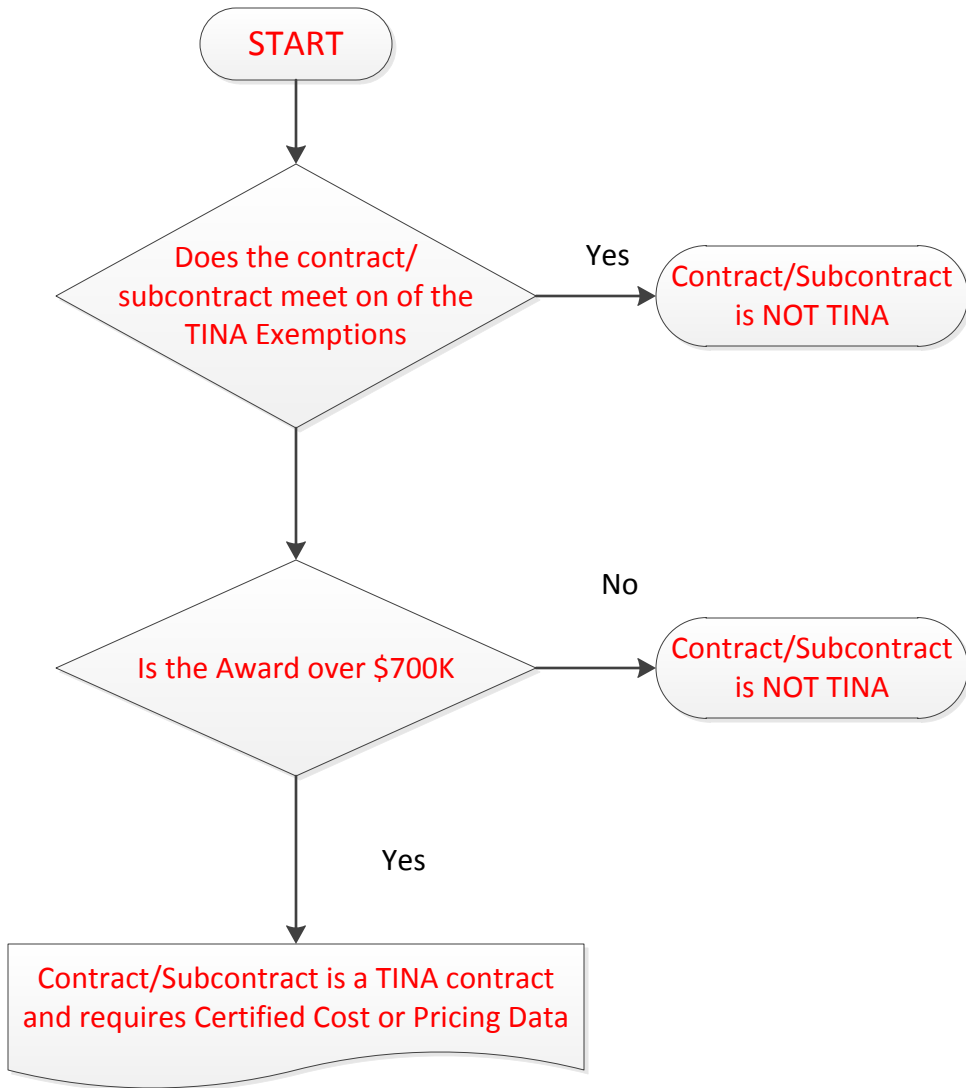 START
Does the contract/
subcontract meet on of the
TINA Exemptions
Yes
Contract/Subcontract
is NOT TINA
Is the Award over $700K
No
Contract/Subcontract
is NOT TINA
Yes
Contract/Subcontract is a TINA contract
and requires Certified Cost or Pricing Data